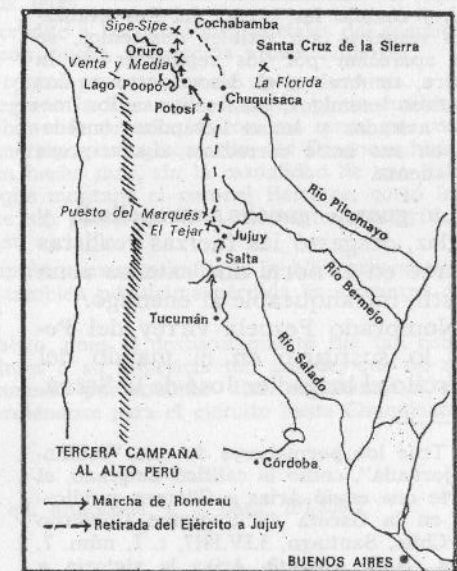 Sipe-Sipe
Cochabamba
Oruro
Santa Cruz de la Sierra
Venta y Media
La Florida
Lago Poopó
Chuquisaca
Potosí
Río Pilcomayo
Puesto del Marqués
El Tejar
Jujuy
Río Bermejo
Salta
Tucumán
Río Salado
TERCERA CAMPAÑA
AL ALTO PERÚ
Córdoba
Marcha de Rondeau
Retirada del Ejército a Jujuy
BUENOS AIRES